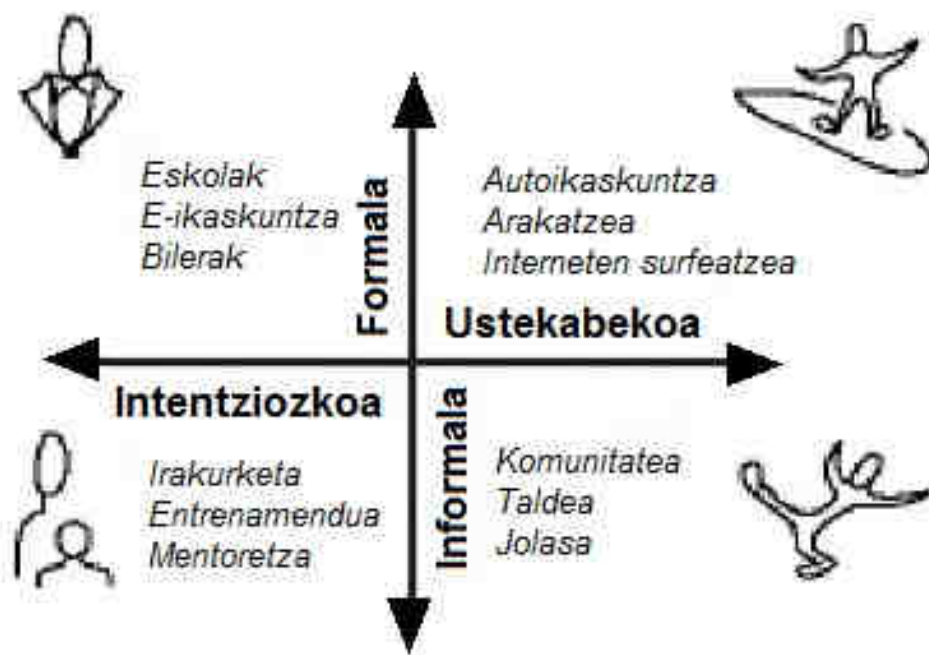 Eskolak
E-ikaskuntza
Bilerak
Formala
Autoikaskuntza
Arakatzea
Interneten surfeatzea
Ustekabekoa
Intentziozkoa
Irakurketa
Entrenamendua
Mentoretza
Informala
Komunitatea
Taldea
Jolasa